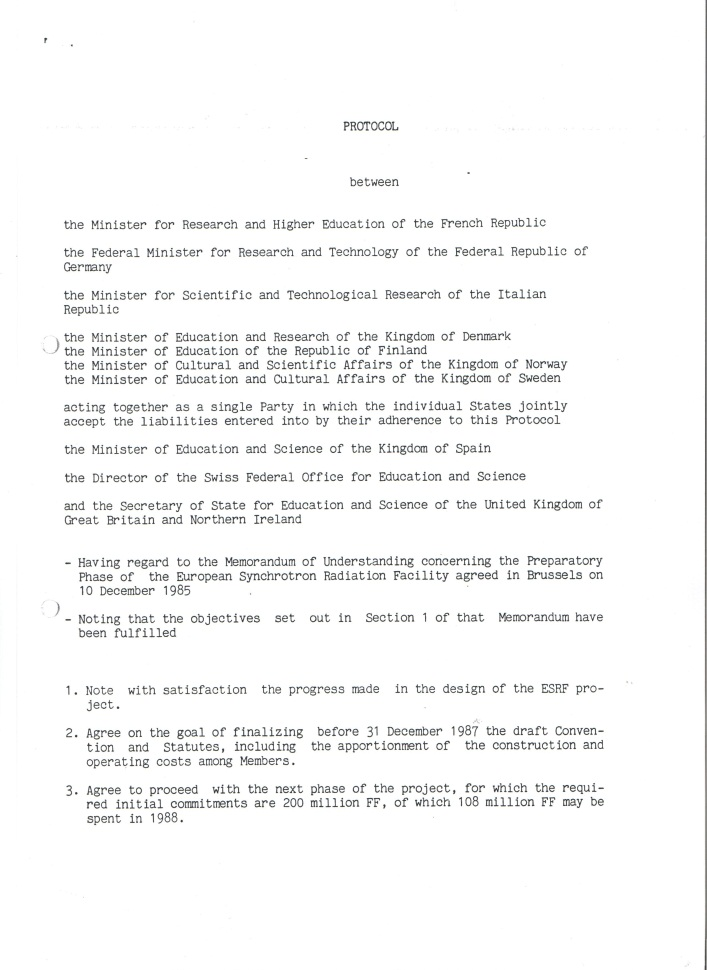 PROTOCOL
between
the Minister for Research and Higher Education of the French Republic
the Federal Minister for Research and Technology of the Federal Republic of
Germany
the Minister for Scientific and Technological Research of the Italian
Republic
the Minister of Education and Research of the Kingdom of Denmark
the Minister of Education of the Republic of Finland
the Minister of Cultural and Scientific Affairs of the Kingdom of Norway
the Minister of Education and Cultural Affairs of the Kingdom of Sweden
acting together as a single Party in which the individual States jointly
accept the liabilities entered into by their adherence to this Protocol
the Minister of Education and Science of the Kingdom of Spain
the Director of the Swiss Federal Office for Education and Science
and the Secretary of State for Education and Science of the United Kingdom of
Great Britain and Northern Ireland
- Having regard to the Memorandum of Understanding concerning the Preparatory
Phase of the European Synchrotron Radiation Facility agreed in Brussels on
10 December 1985
- Noting that the objectives set out in Section 1 of that Memorandum have
been fulfilled
1. Note with satisfaction the progress made in the design of the ESRF pro-
ject.
2. Agree on the goal of finalizing before 31 December 1987 the draft Conven-
tion and Statutes, including the apportionment of the construction and
operating costs among Members.
3. Agree to proceed with the next phase of the project, for which the requi-
red initial commitments are 200 million FF, of which 108 million FF may be
spent in 1988.